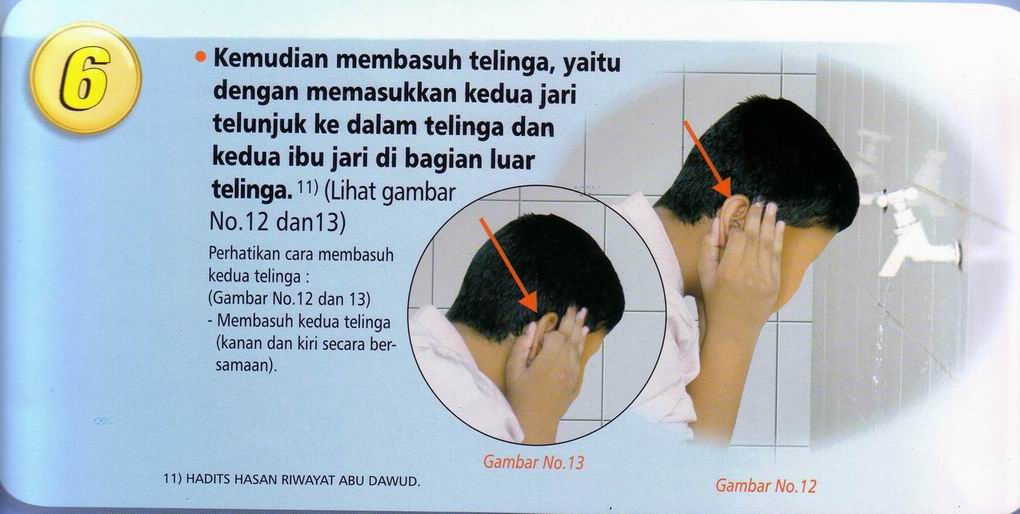 6
• Kemudian membasuh telinga, yaitu
dengan memasukkan kedua jari
telunjuk ke dalam telinga dan
kedua ibu jari di bagian luar
telinga. 11) (Lihat gambar
No.12 dan13)
Perhatikan cara membasuh
kedua telinga :
(Gambar No.12 dan 13)
- Membasuh kedua telinga
(kanan dan kiri secara ber-
samaan).
Gambar No.13
Gambar No.12
11) HADITS HASAN RIWAYAT ABU DAWUD.